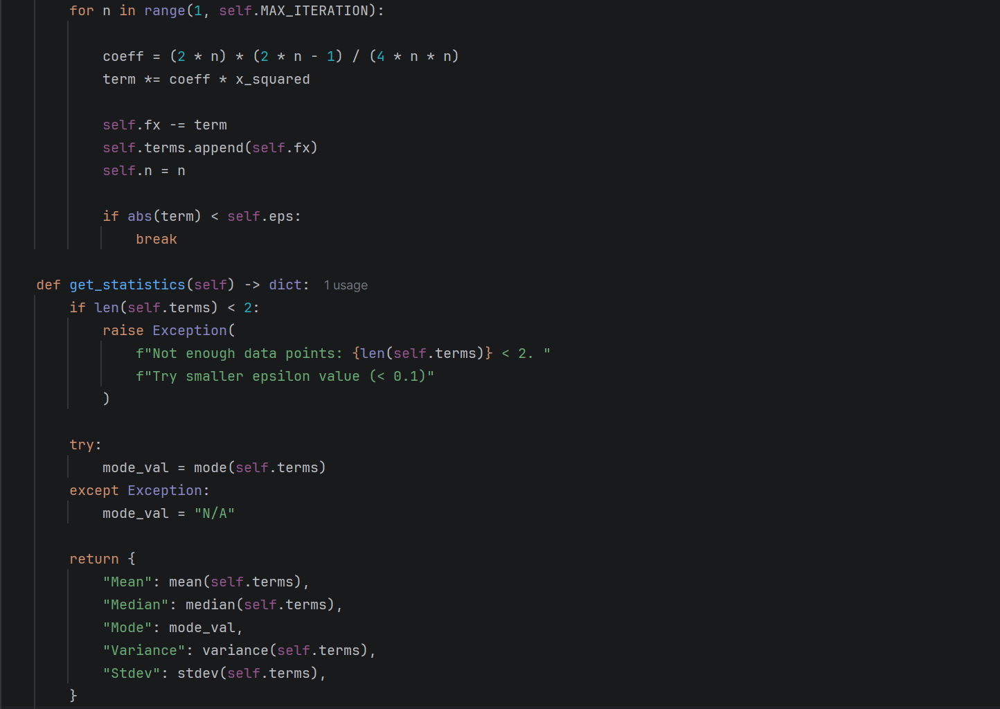 for n in range(1, self.MAX_ITERATION):
coeff = (2 * n) * (2 * n - 1) / (4 * n * n)
term *= coeff * x_squared
self.fx -= term
self.terms.append(self.fx)
self.n = n
if abs(term) < self.eps:
break
def get_statistics(self) -> dict: 1 usage
if len(self.terms) < 2:
raise Exception(
f"Not enough data points: {len(self.terms)} < 2. "
f"Try smaller epsilon value (< 0.1)"
)
try:
mode_val = mode(self.terms)
except Exception:
mode_val = "N/A"
return {
"Mean": mean(self.terms),
"Median": median(self.terms),
"Mode": mode_val,
"Variance": variance(self.terms),
"Stdev": stdev(self.terms),
}